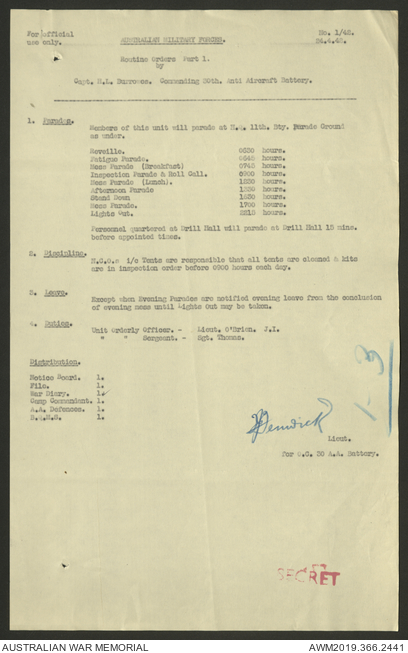 For official
use only.
AUSTRALIAN MILITARY FORCES.
No. 1/42.
24.4.42.
Routine Orders Part 1.
by
Commanding 30th. Anti Aircraft Battery.
1. Parades.
Members of this unit will parade at H.Q. 11th. Bty. Parade Ground
as under.
Reveille. 0630 hours.
Fatigue Parade. 0645 hours.
Mess Parade (Breakfast) 0745 hours.
Inspection Parade & Roll Call. 0900 hours.
Mess Parade (Lunch). hours.
Afternoon Parade hours.
Stand Down 1630 hours.
Mess Parade. 1700 hours.
Lights Out. 2215 hours.
Personnel quartered at Drill Hall will parade at Drill Hall 15 mins.
before appointed times.
2. Discipline.
N.C.Os i/c Tents are responsible that all tents are cleaned & kits
are in inspection order before 0900 hours each day.
3. Leave.
Except when Evening Parades are notified evening leave from the conclusion
of evening mess until Lights Out may be taken.
4. Duties.
Unit Orderly Officer. - Lieut. O'Brien. J.I.
" " Sergeant. - Sgt. Thomas.
Distribution.
Notice Board. 1.
File. 1.
War Diary. 1.
Camp Commandant. 1.
A.A. Defences. 1.
1.
1-3
Lieut.
for O.C. 30 A.A. Battery.
SECRET
AUSTRALIAN WAR MEMORIAL
AWM2019.366.2441